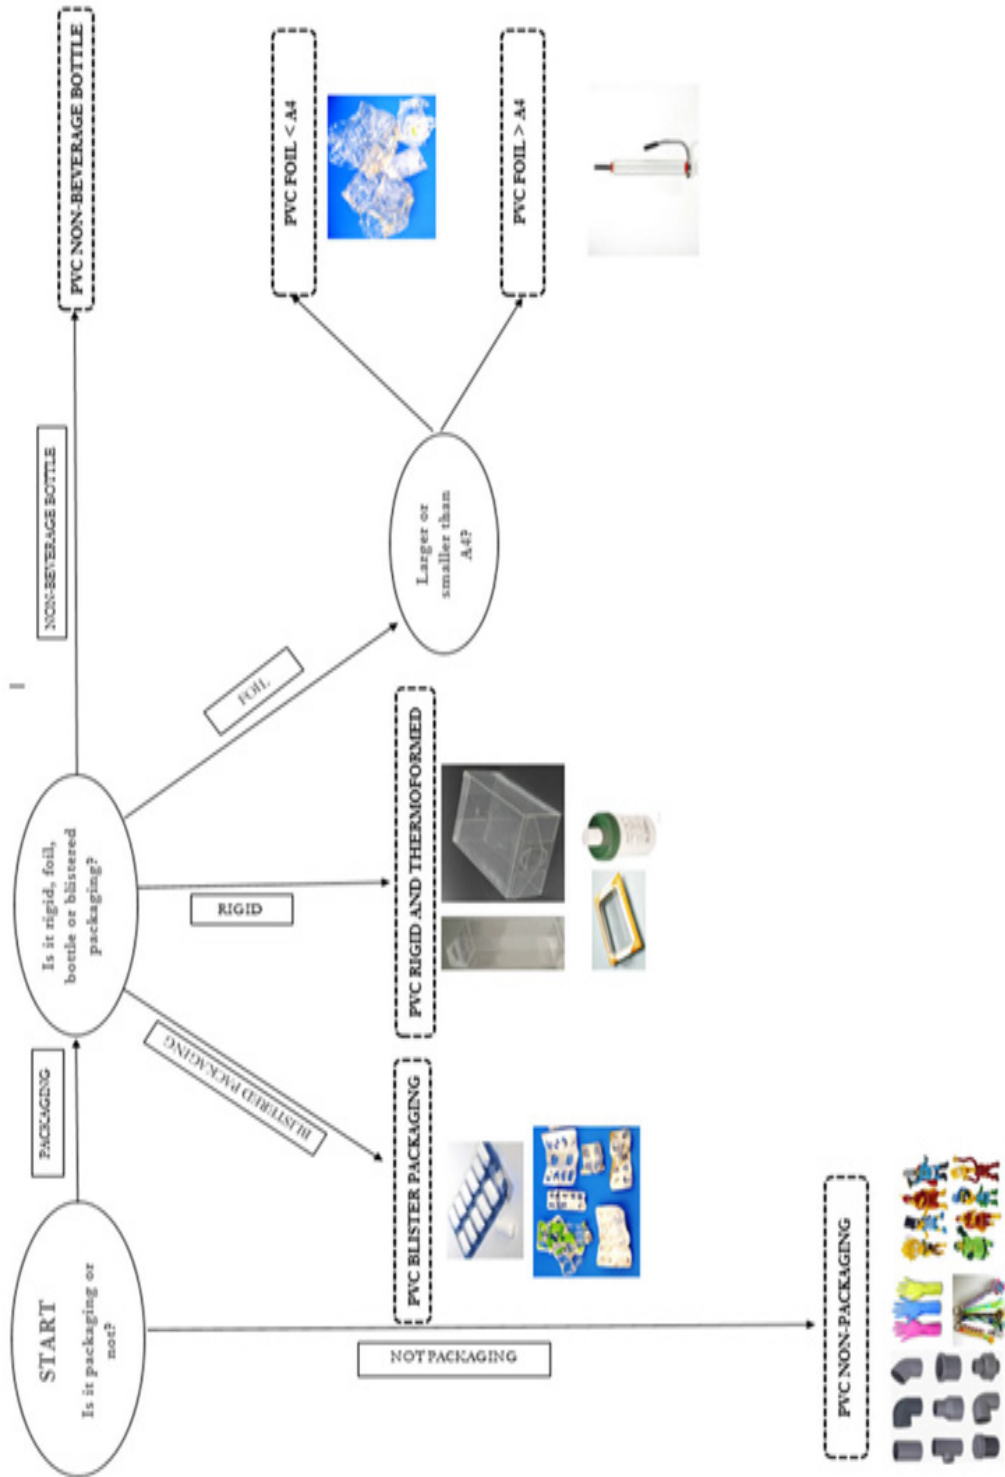 START
Is it packaging or
not?
PACKAGING
Is it rigid, foil,
bottle or blistered
packaging?
NON-BEVERAGE BOTTLE
PVC NON-BEVERAGE BOTTLE
FOIL
Larger or
smaller than
A4?
PVC FOIL < A4
PVC FOIL > A4
RIGID
PVC RIGID AND THERMOFORMED
BLISTERED PACKAGING
PVC BLISTER PACKAGING
NOT PACKAGING
PVC NON-PACKAGING